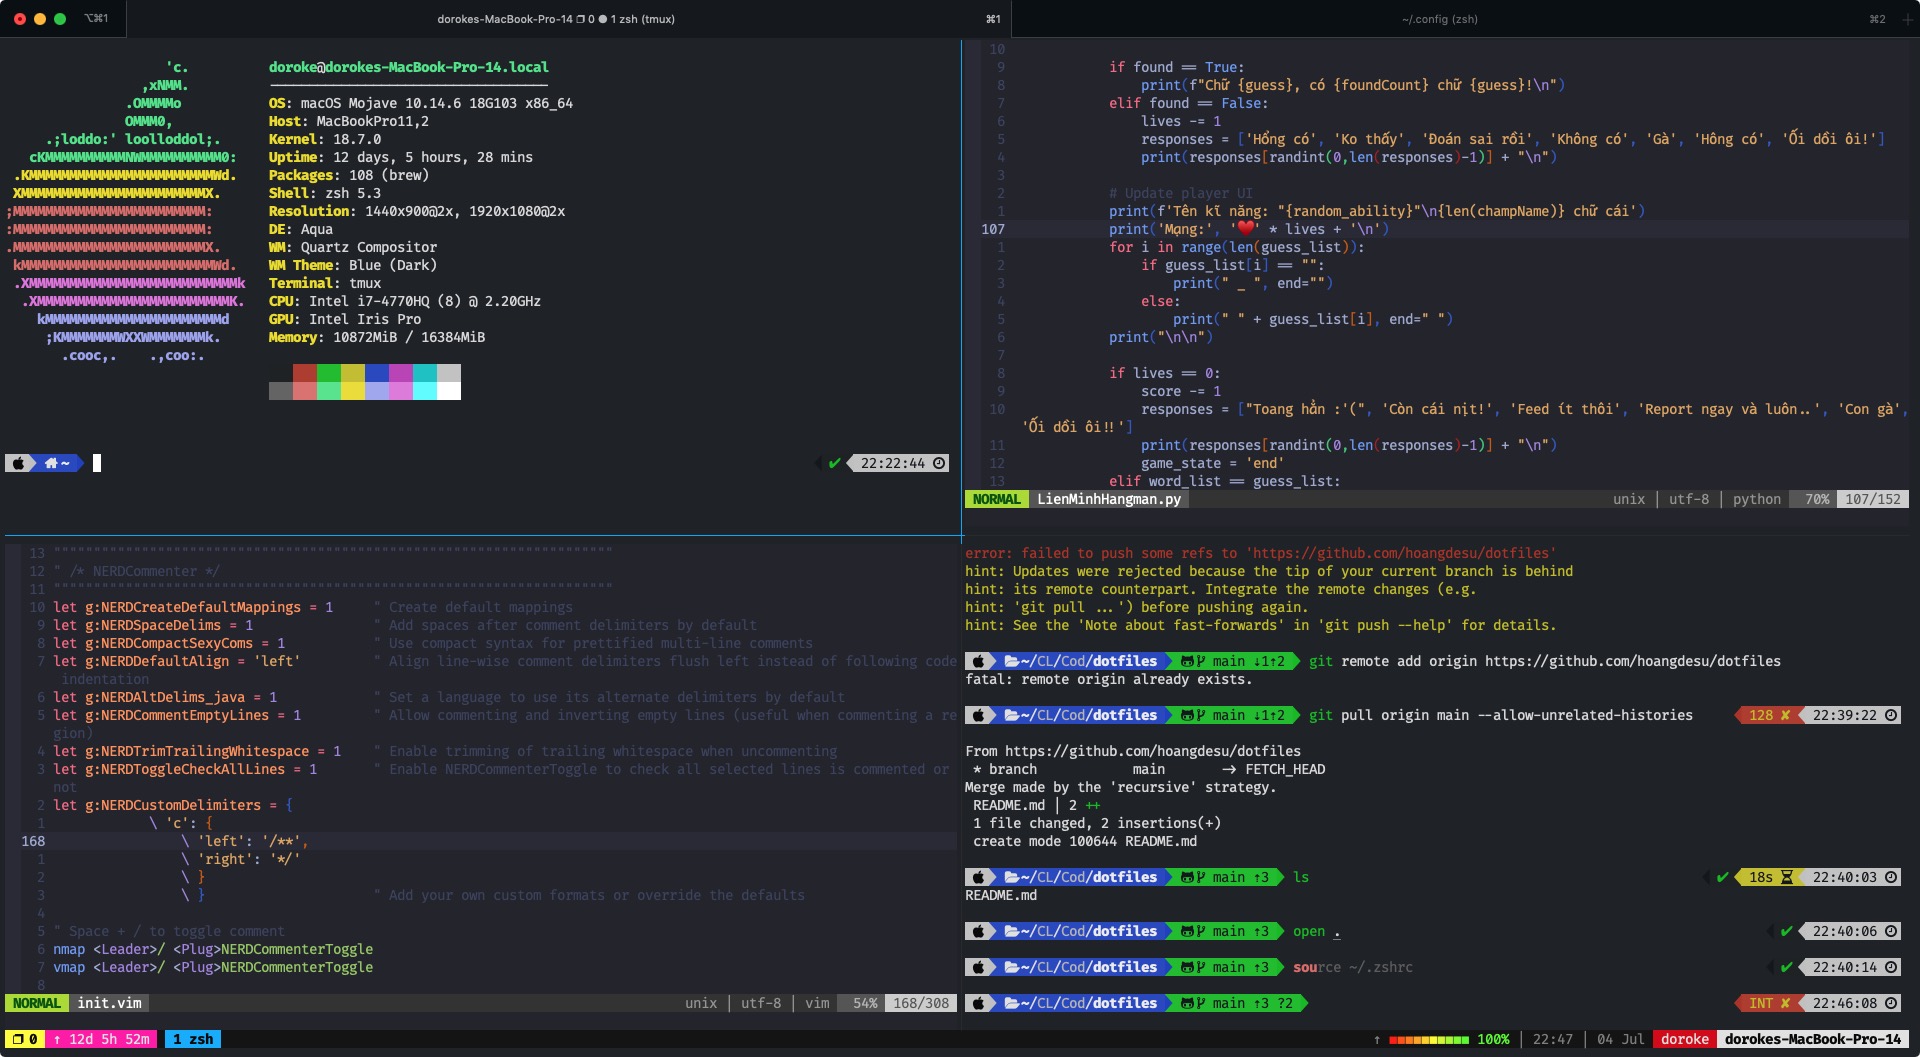 ⌥⌘1
dorokes-MacBook-Pro-14 ❐ 0 ● 1 zsh (tmux)
⌘1
~/.config (zsh)
⌘2
+
'c.
,xNMM.
.OMMMMo
OMMM0,
.;loddo:' loolloddol;.
cKMMMMMMMMMMNWMMMMMMMMMM0:
.KMMMMMMMMMMMMMMMMMMMMMMMWd.
XMMMMMMMMMMMMMMMMMMMMMMMX.
;MMMMMMMMMMMMMMMMMMMMMMMM:
:MMMMMMMMMMMMMMMMMMMMMMMM:
.MMMMMMMMMMMMMMMMMMMMMMMMX.
kMMMMMMMMMMMMMMMMMMMMMMMMWd.
.XMMMMMMMMMMMMMMMMMMMMMMMMMMk
.XMMMMMMMMMMMMMMMMMMMMMMMMK.
kMMMMMMMMMMMMMMMMMMMMMMd
;KMMMMMMMWXXWMMMMMMMk.
.cooc,. .,coo:.
doroke@dorokes-MacBook-Pro-14.local
-----------------------------------
OS: macOS Mojave 10.14.6 18G103 x86_64
Host: MacBookPro11,2
Kernel: 18.7.0
Uptime: 12 days, 5 hours, 28 mins
Packages: 108 (brew)
Shell: zsh 5.3
Resolution: 1440x900@2x, 1920x1080@2x
DE: Aqua
WM: Quartz Compositor
WM Theme: Blue (Dark)
Terminal: tmux
CPU: Intel i7-4770HQ (8) @ 2.20GHz
GPU: Intel Iris Pro
Memory: 10872MiB / 16384MiB
~ ✔ 22:22:44
10
9 if found == True:
8 print(f"Chữ {guess}, có {foundCount} chữ {guess}!\n")
7 elif found == False:
6 lives -= 1
5 responses = ['Hổng có', 'Ko thấy', 'Đoán sai rồi', 'Không có', 'Gà', 'Hông có', 'Ối dồi ôi!']
4 print(responses[randint(0,len(responses)-1)] + "\n")
3
2 # Update player UI
1 print(f'Tên kĩ năng: "{random_ability}"\n{len(champName)} chữ cái')
107 print('Mạng:', '❤️' * lives + '\n')
1 for i in range(len(guess_list)):
2 if guess_list[i] == "":
3 print(" _ ", end="")
4 else:
5 print(" " + guess_list[i], end=" ")
6 print("\n\n")
7
8 if lives == 0:
9 score -= 1
10 responses = ["Toang hẳn :'(", 'Còn cái nịt!', 'Feed ít thôi', 'Report ngay và luôn..', 'Con gà',
'Ối dồi ôi!!']
11 print(responses[randint(0,len(responses)-1)] + "\n")
12 game_state = 'end'
13 elif word_list == guess_list:
NORMAL LienMinhHangman.py unix | utf-8 | python 70% 107/152
13 """"""""""""""""""""""""""""""""""""""""""""""""""""""""""""""""""""""
12 " /* NERDCommenter */
11 """"""""""""""""""""""""""""""""""""""""""""""""""""""""""""""""""""""
10 let g:NERDCreateDefaultMappings = 1 " Create default mappings
9 let g:NERDSpaceDelims = 1 " Add spaces after comment delimiters by default
8 let g:NERDCompactSexyComs = 1 " Use compact syntax for prettified multi-line comments
7 let g:NERDDefaultAlign = 'left' " Align line-wise comment delimiters flush left instead of following code
indentation
6 let g:NERDAltDelims_java = 1 " Set a language to use its alternate delimiters by default
5 let g:NERDCommentEmptyLines = 1 " Allow commenting and inverting empty lines (useful when commenting a re
gion)
4 let g:NERDTrimTrailingWhitespace = 1 " Enable trimming of trailing whitespace when uncommenting
3 let g:NERDToggleCheckAllLines = 1 " Enable NERDCommenterToggle to check all selected lines is commented or
not
2 let g:NERDCustomDelimiters = {
1 \ 'c': {
168 \ 'left': '/**',
1 \ 'right': '*/'
2 \ }
3 \ } " Add your own custom formats or override the defaults
4
5 " Space + / to toggle comment
6 nmap <Leader>/ <Plug>NERDCommenterToggle
7 vmap <Leader>/ <Plug>NERDCommenterToggle
8
NORMAL init.vim unix | utf-8 | vim 54% 168/308
error: failed to push some refs to 'https://github.com/hoangdesu/dotfiles'
hint: Updates were rejected because the tip of your current branch is behind
hint: its remote counterpart. Integrate the remote changes (e.g.
hint: 'git pull ...') before pushing again.
hint: See the 'Note about fast-forwards' in 'git push --help' for details.
~/CL/Cod/dotfiles main ↓1↑2 git remote add origin https://github.com/hoangdesu/dotfiles
fatal: remote origin already exists.
~/CL/Cod/dotfiles main ↓1↑2 git pull origin main --allow-unrelated-histories 128 ✘ 22:39:22
From https://github.com/hoangdesu/dotfiles
* branch main -> FETCH_HEAD
Merge made by the 'recursive' strategy.
README.md | 2 ++
1 file changed, 2 insertions(+)
create mode 100644 README.md
~/CL/Cod/dotfiles main ↑3 ls ✔ 18s 22:40:03
README.md
~/CL/Cod/dotfiles main ↑3 open . ✔ 22:40:06
~/CL/Cod/dotfiles main ↑3 source ~/.zshrc ✔ 22:40:14
~/CL/Cod/dotfiles main ↑3 ?2 INT ✘ 22:46:08
❐ 0 ↑ 12d 5h 52m 1 zsh ↑ 100% | 22:47 | 04 Jul doroke dorokes-MacBook-Pro-14